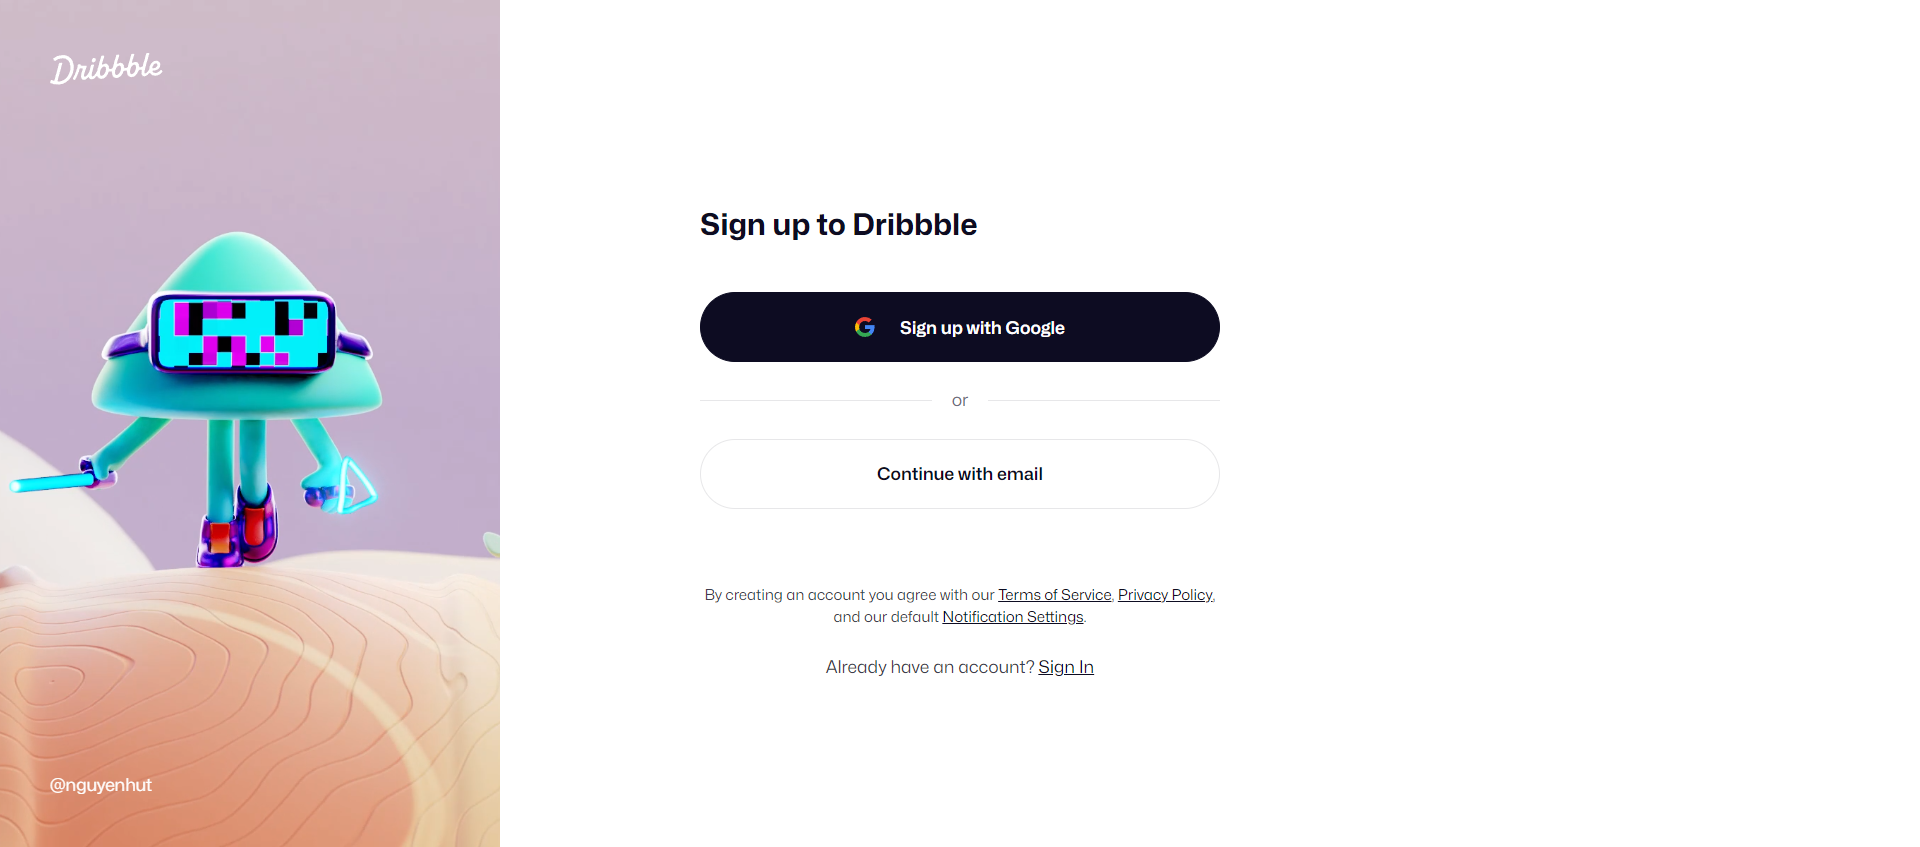 Dribbble
@nguyenhut
Sign up to Dribbble
Sign up with Google
or
Continue with email
By creating an account you agree with our Terms of Service, Privacy Policy,
and our default Notification Settings.
Already have an account? Sign In